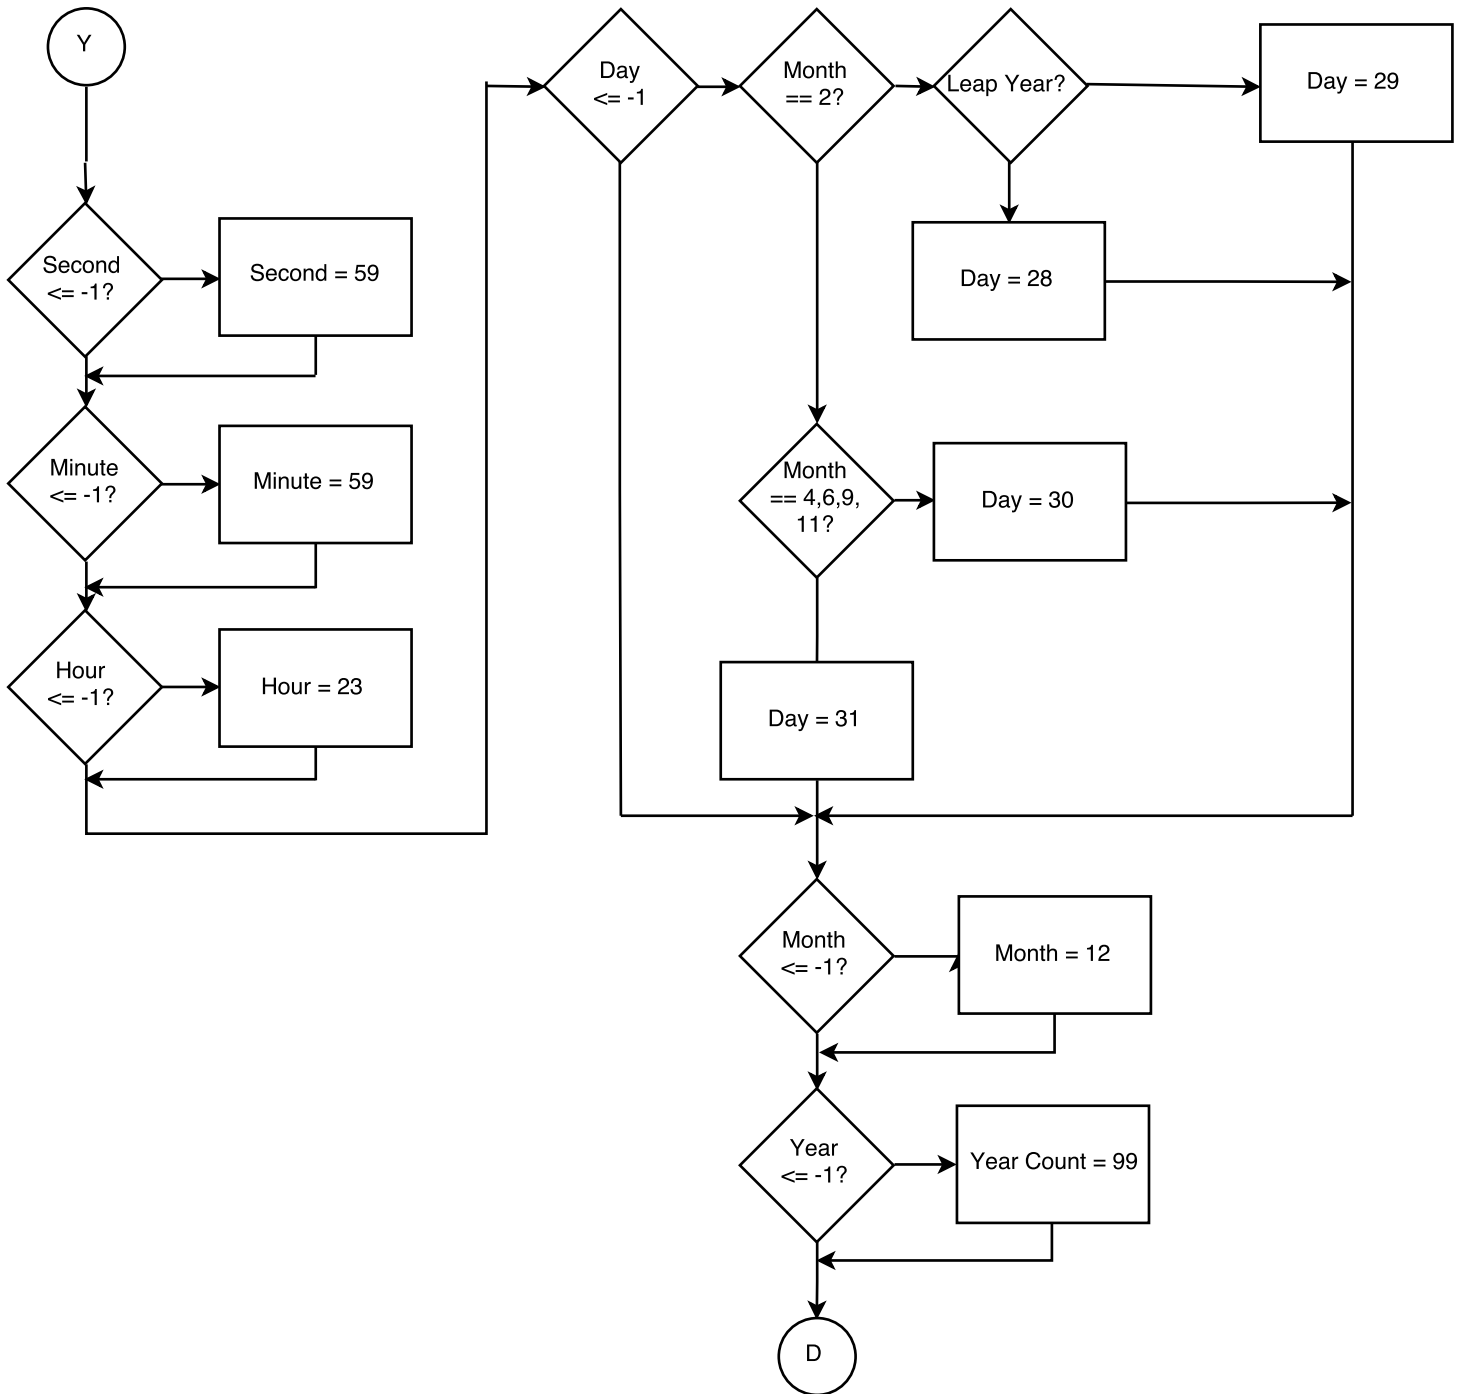 Y
Second
<= -1?
Second = 59
Minute
<= -1?
Minute = 59
Hour
<= -1?
Hour = 23
Day
<= -1
Month
== 2?
Leap Year?
Day = 29
Day = 28
Month
== 4,6,9,
11?
Day = 30
Day = 31
Month
<= -1?
Month = 12
Year
<= -1?
Year Count = 99
D